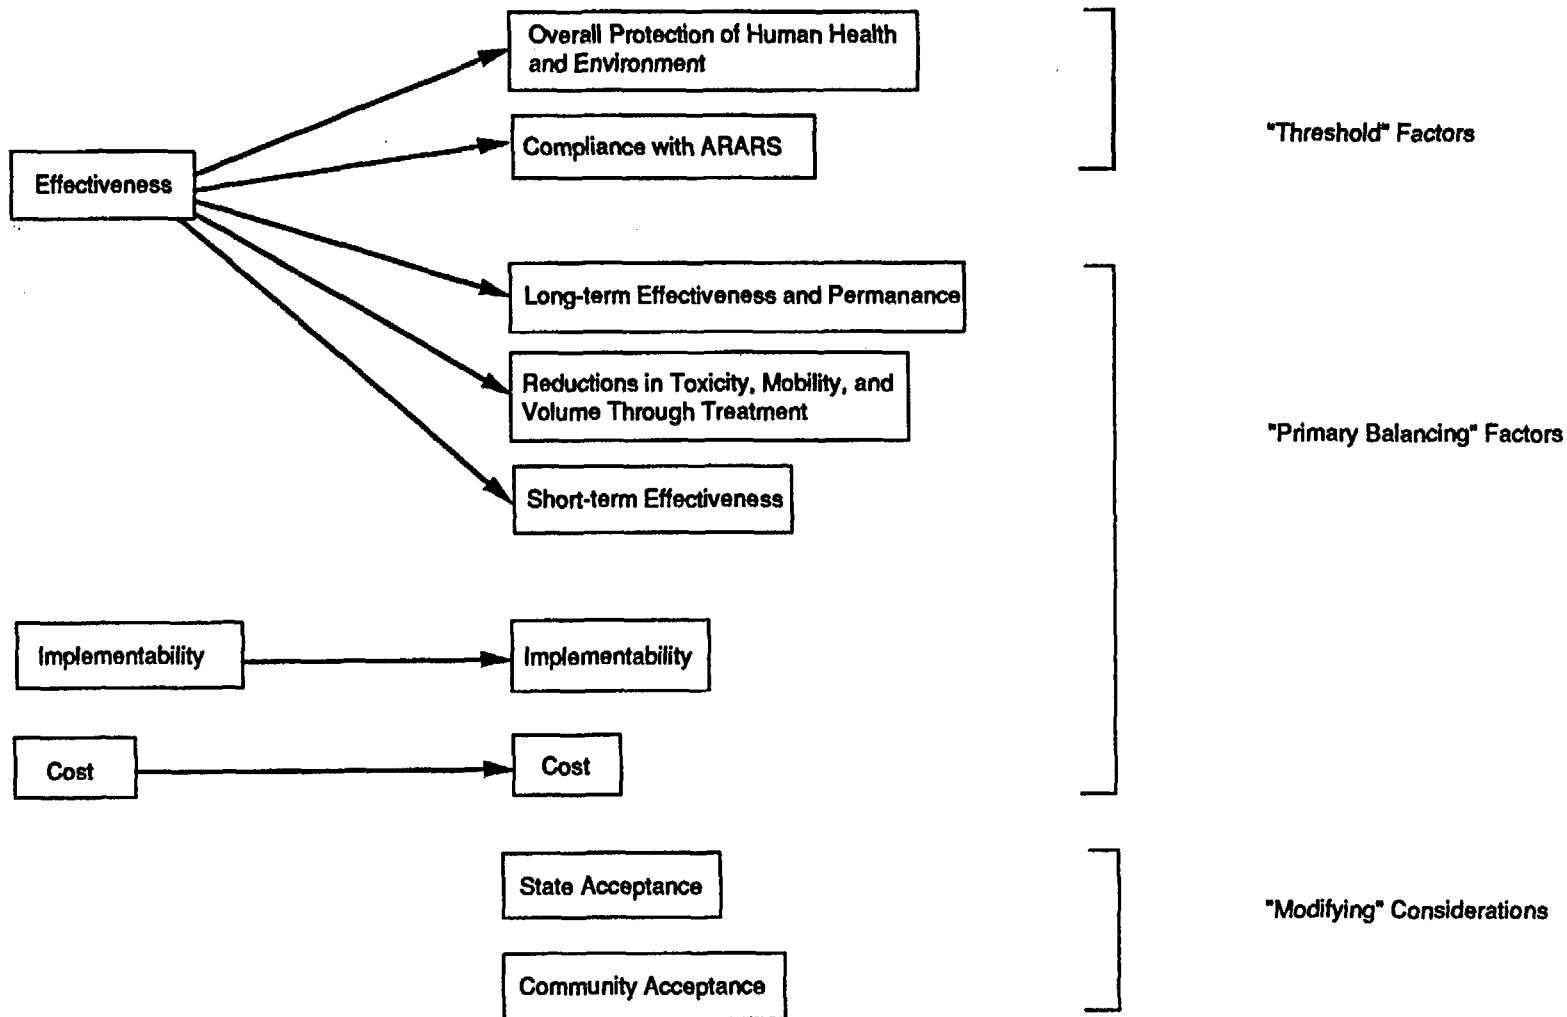 Overall Protection of Human Health
and Environment
Compliance with ARARS
"Threshold" Factors
Effectiveness
Long-term Effectiveness and Permanance
Reductions in Toxicity, Mobility, and
Volume Through Treatment
"Primary Balancing" Factors
Short-term Effectiveness
Implementability
Implementability
Cost
Cost
State Acceptance
"Modifying" Considerations
Community Acceptance